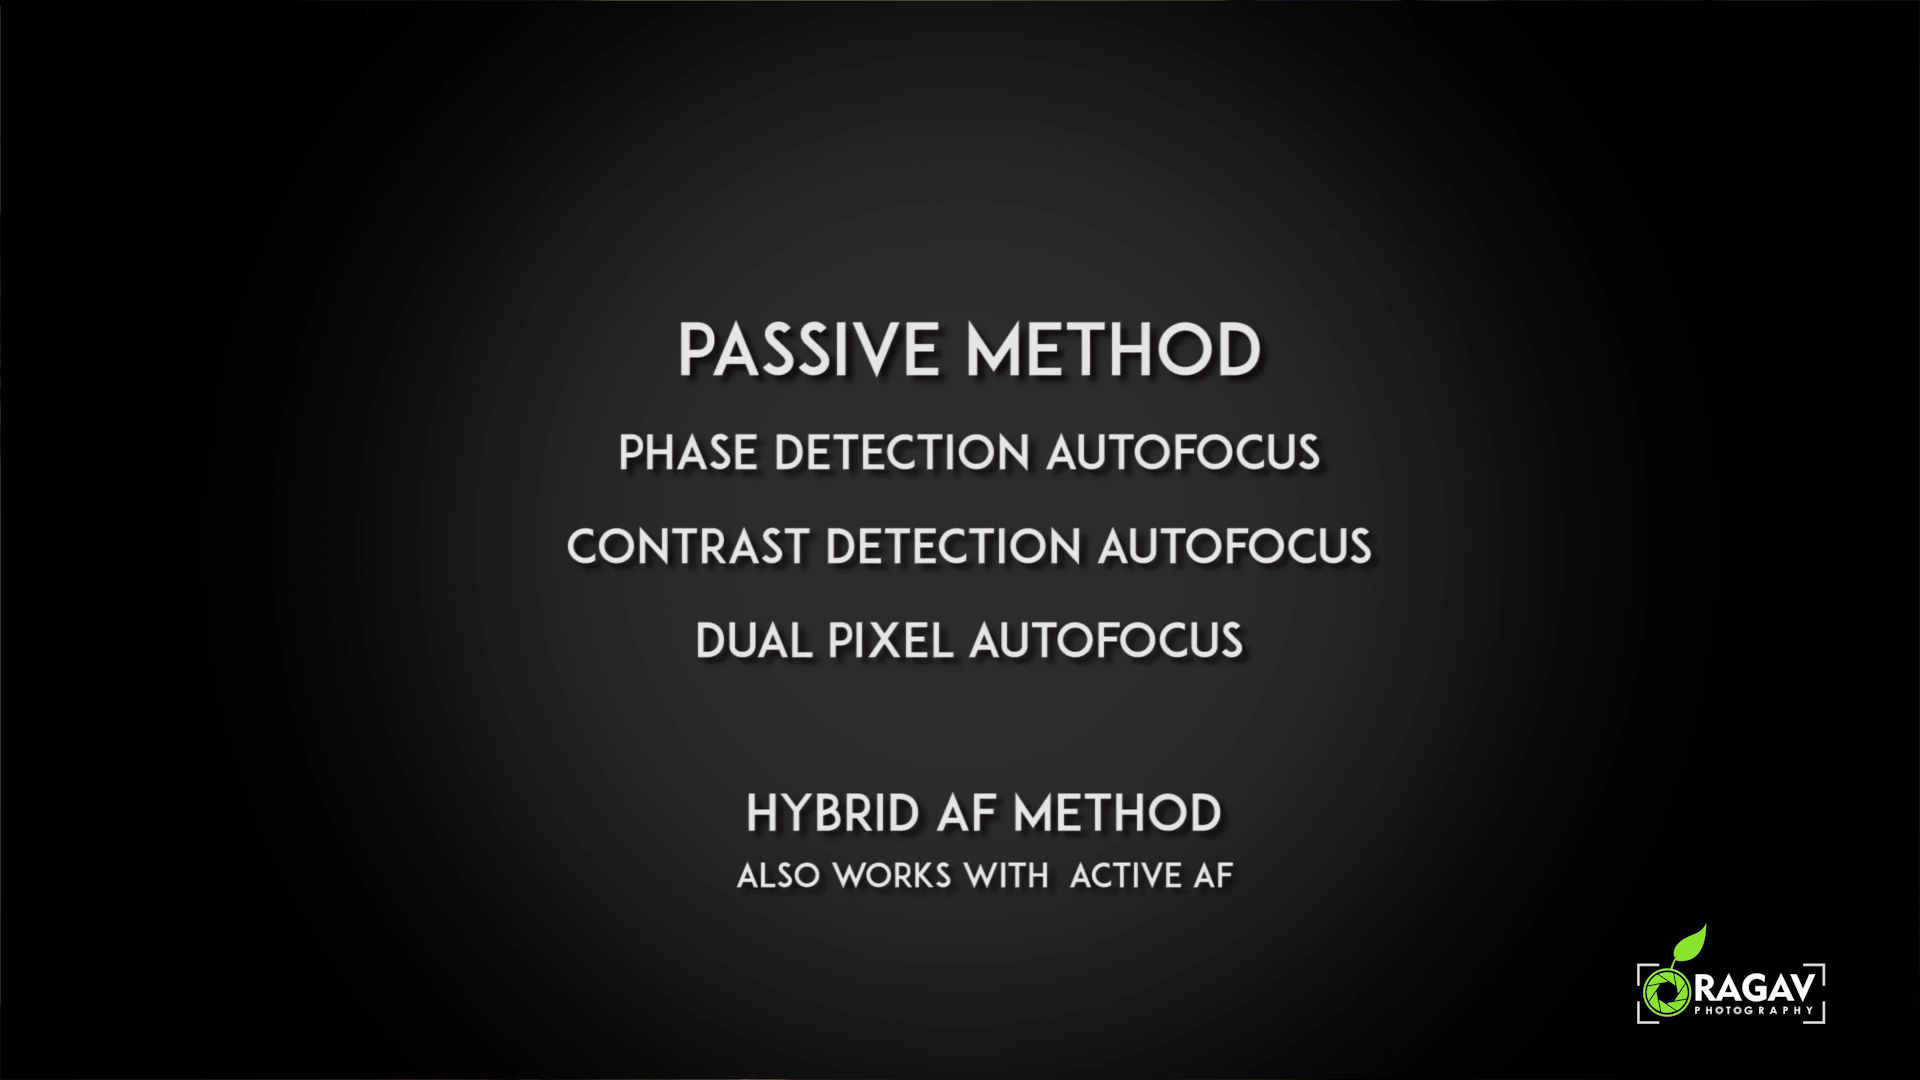 PASSIVE METHOD
PHASE DETECTION AUTOFOCUS
CONTRAST DETECTION AUTOFOCUS
DUAL PIXEL AUTOFOCUS
HYBRID AF METHOD
ALSO WORKS WITH ACTIVE AF
RAGAV
PHOTOGRAPHY